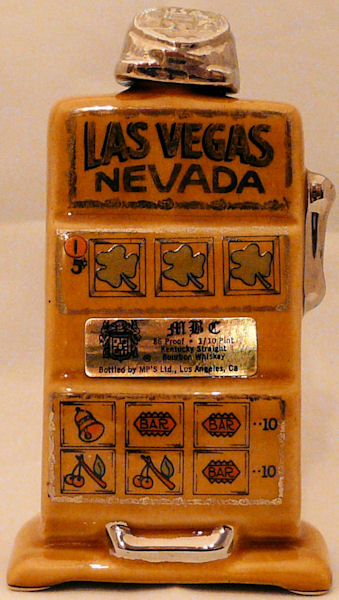 LAS VEGAS
NEVADA
5¢
MBC
86 Proof • 1/10 Pint
Kentucky Straight
Bourbon Whiskey
Bottled by MP'S Ltd., Los Angeles, Ca
BAR BAR ··10
BAR ··10